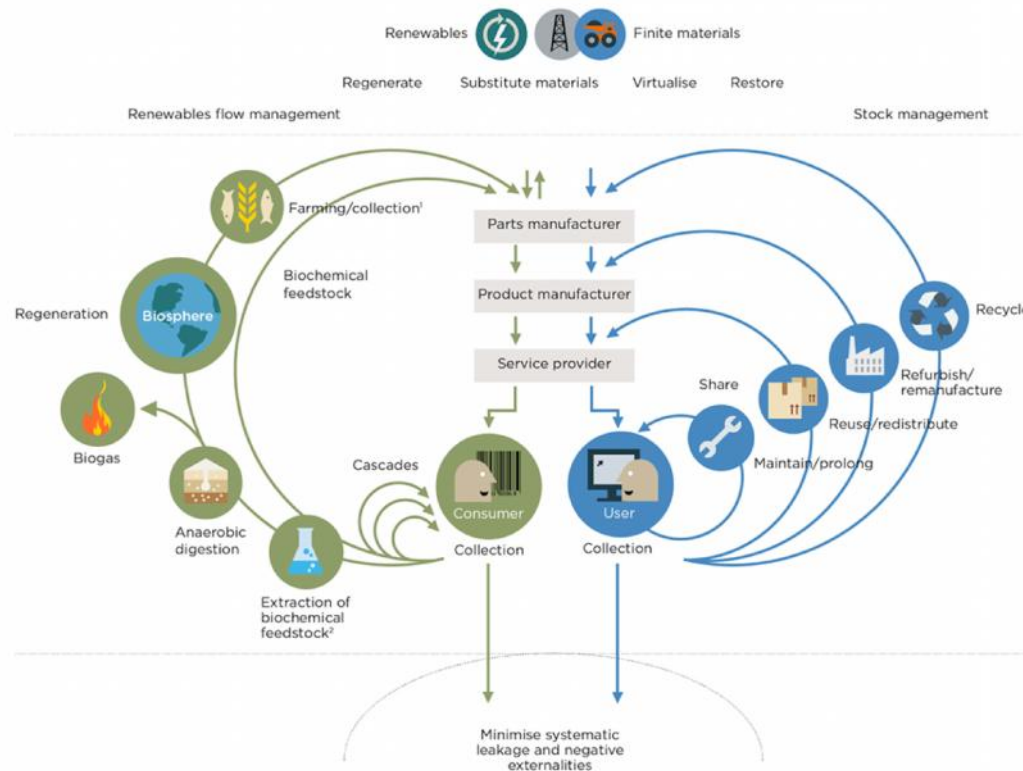 Renewables
Finite materials
Regenerate
Substitute materials
Virtualise
Restore
Renewables flow management
Stock management
Farming/collection¹
Parts manufacturer
Biochemical
feedstock
Product manufacturer
Regeneration
Biosphere
Recycle
Service provider
Share
Refurbish/
remanufacture
Reuse/redistribute
Biogas
Cascades
Maintain/prolong
Consumer
User
Anaerobic
digestion
Collection
Collection
Extraction of
biochemical
feedstock²
Minimise systematic
leakage and negative
externalities